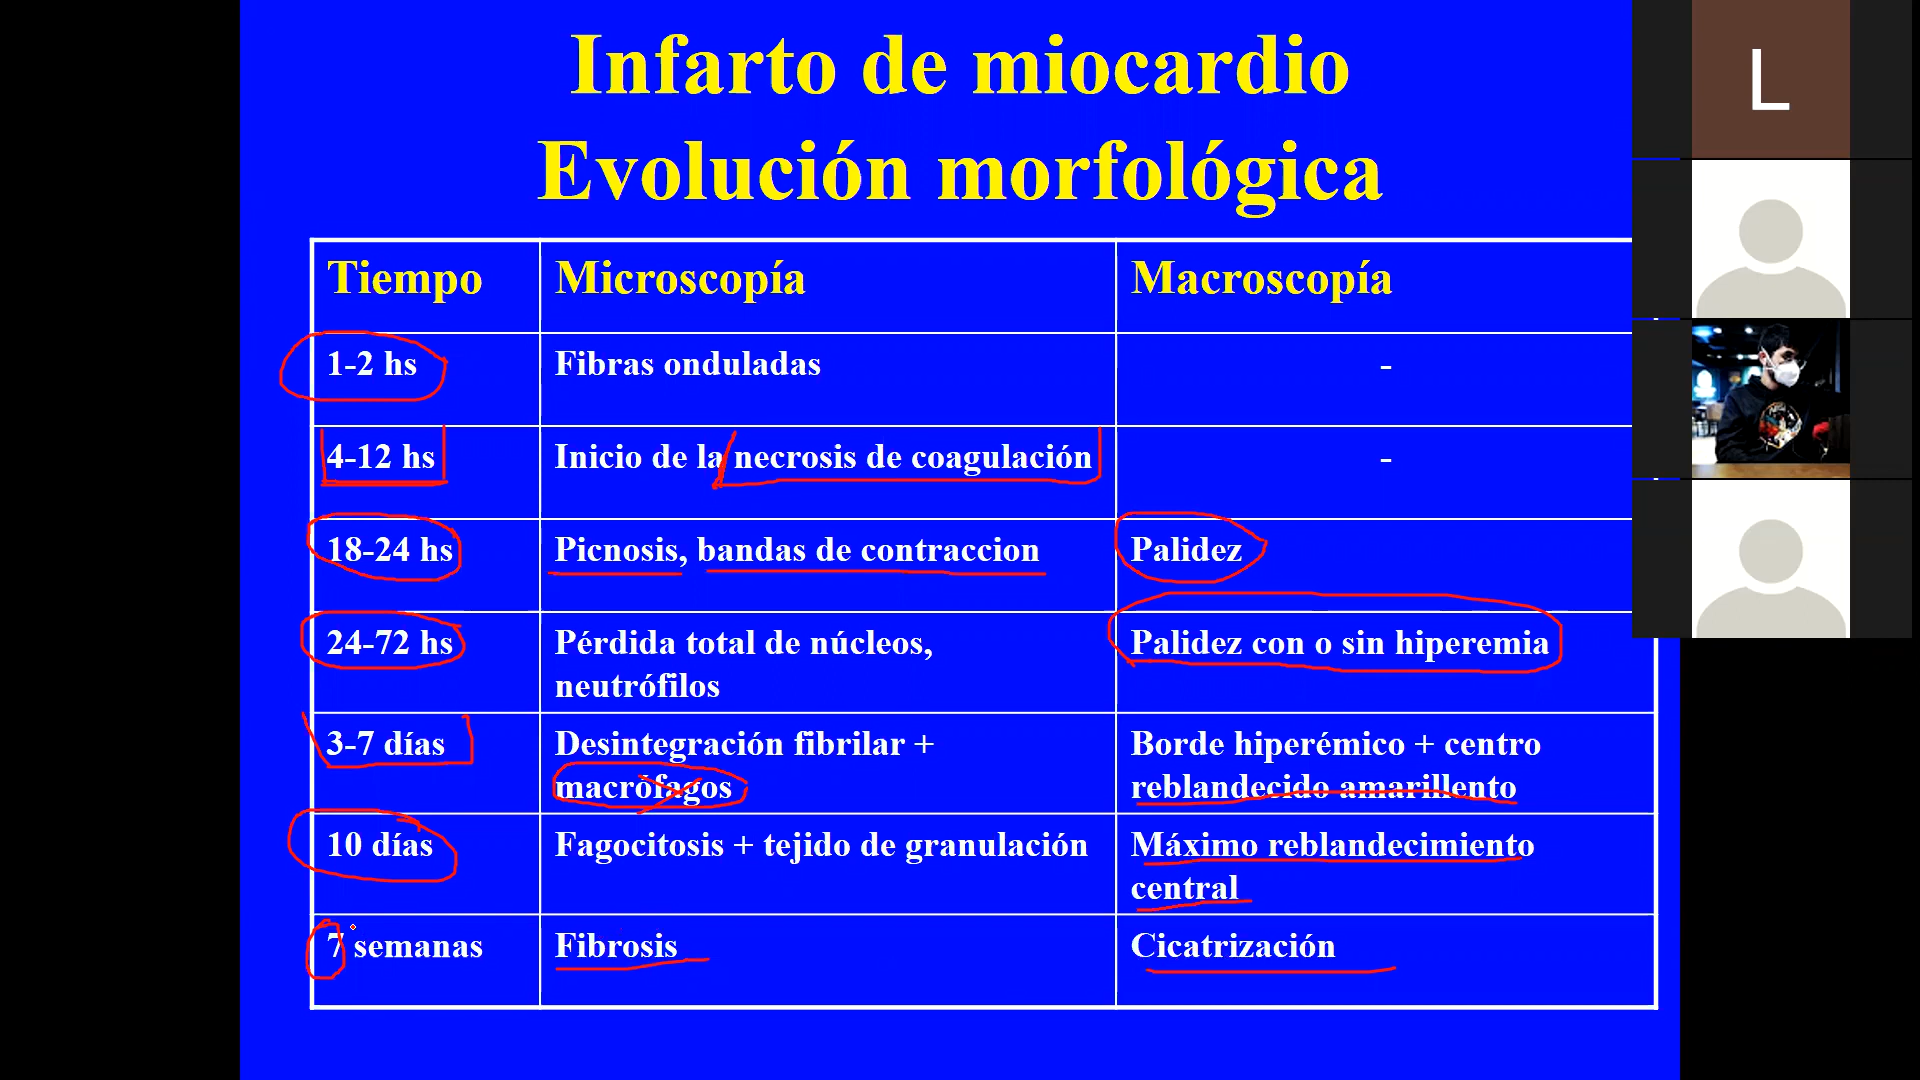 Infarto de miocardio
Evolución morfológica
Tiempo Microscopía Macroscopía
1-2 hs Fibras onduladas -
4-12 hs Inicio de la necrosis de coagulación -
18-24 hs Picnosis, bandas de contraccion Palidez
24-72 hs Pérdida total de núcleos, Palidez con o sin hiperemia
neutrófilos
3-7 días Desintegración fibrilar + Borde hiperémico + centro
macrófagos reblandecido amarillento
10 días Fagocitosis + tejido de granulación Máximo reblandecimiento
central
7 semanas Fibrosis Cicatrización
L